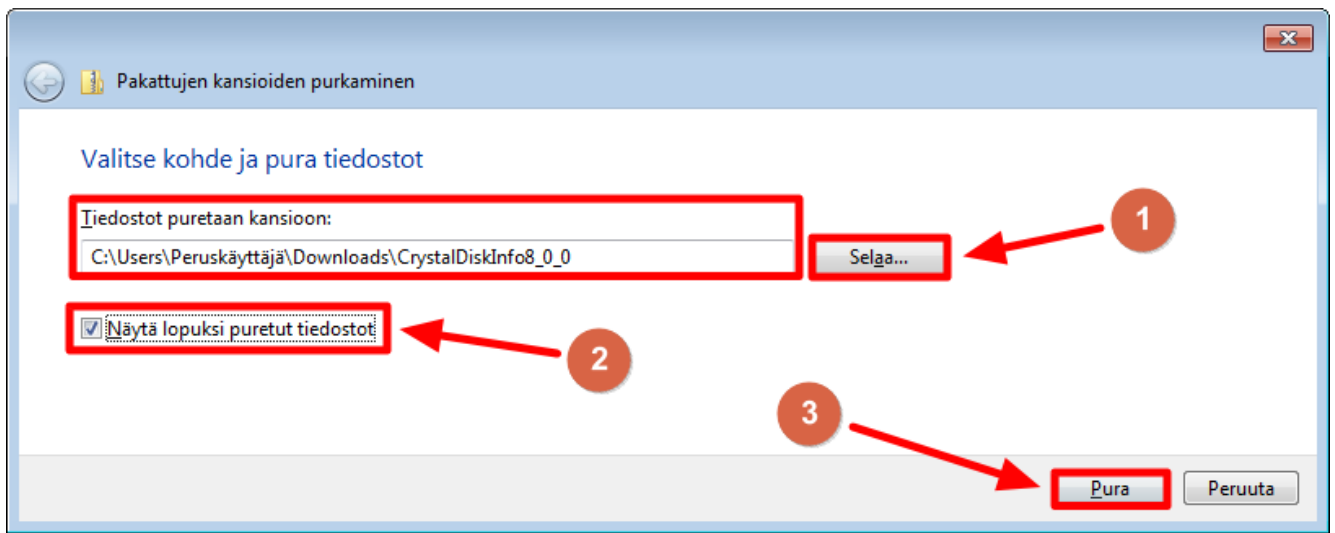 Pakattujen kansioiden purkaminen
Valitse kohde ja pura tiedostot
Tiedostot puretaan kansioon:
C:\Users\Peruskäyttäjä\Downloads\CrystalDiskInfo8_0_0
Selaa...
1
Näytä lopuksi puretut tiedostot
2
3
Pura
Peruuta